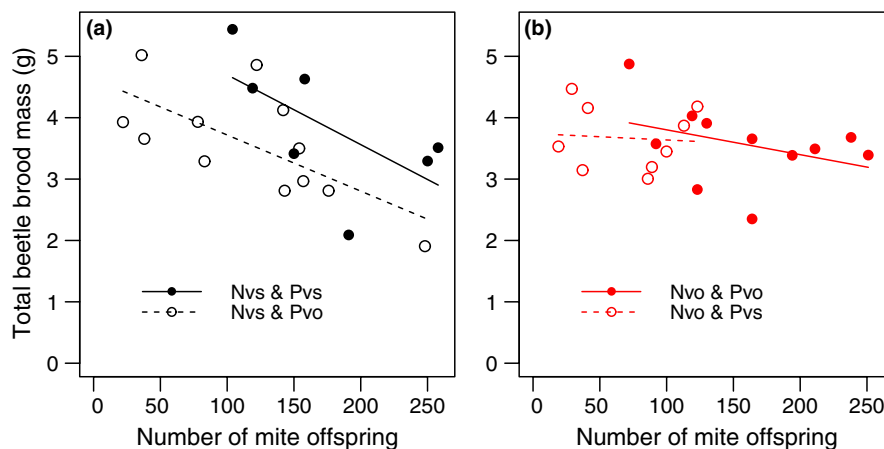 (a)
Total beetle brood mass (g)
5
4
3
2
1
0
Nvs & Pvs
Nvs & Pvo
0 50 100 150 200 250
Number of mite offspring
(b)
5
4
3
2
1
0
Nvo & Pvo
Nvo & Pvs
0 50 100 150 200 250
Number of mite offspring